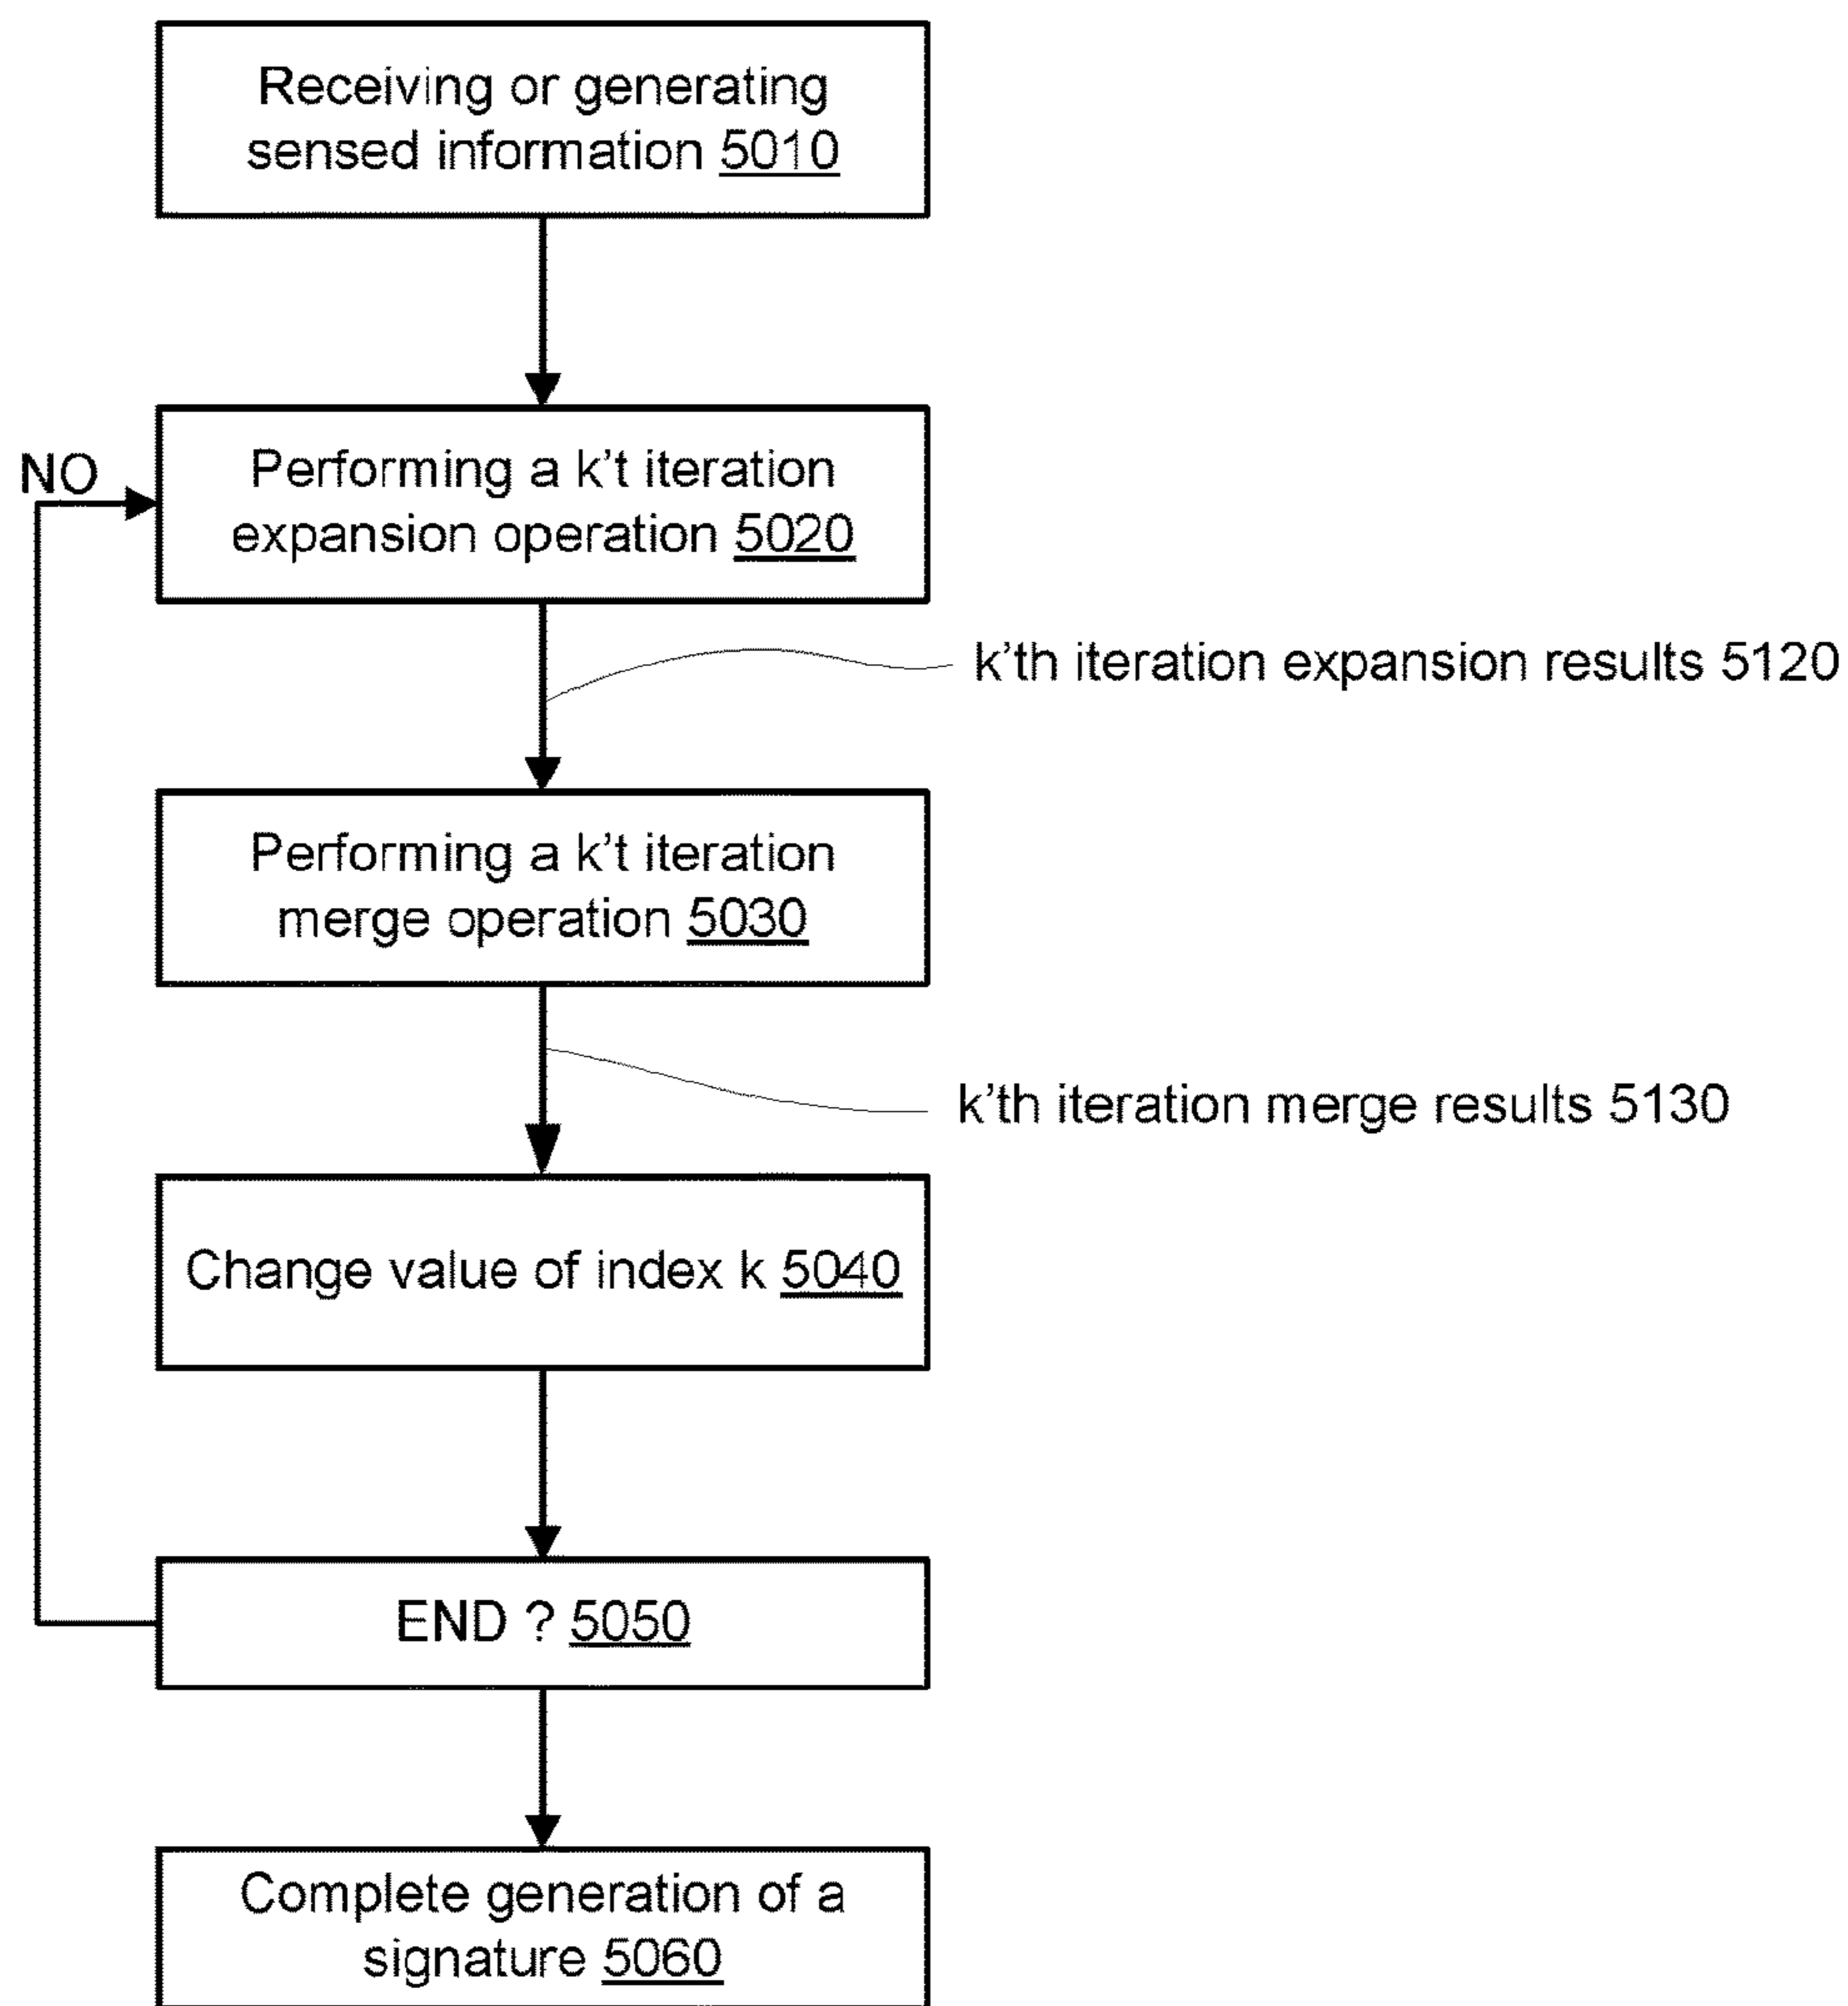 Receiving or generating
sensed information 5010
NO
Performing a k't iteration
expansion operation 5020
k'th iteration expansion results 5120
Performing a k't iteration
merge operation 5030
k'th iteration merge results 5130
Change value of index k 5040
END ? 5050
Complete generation of a
signature 5060